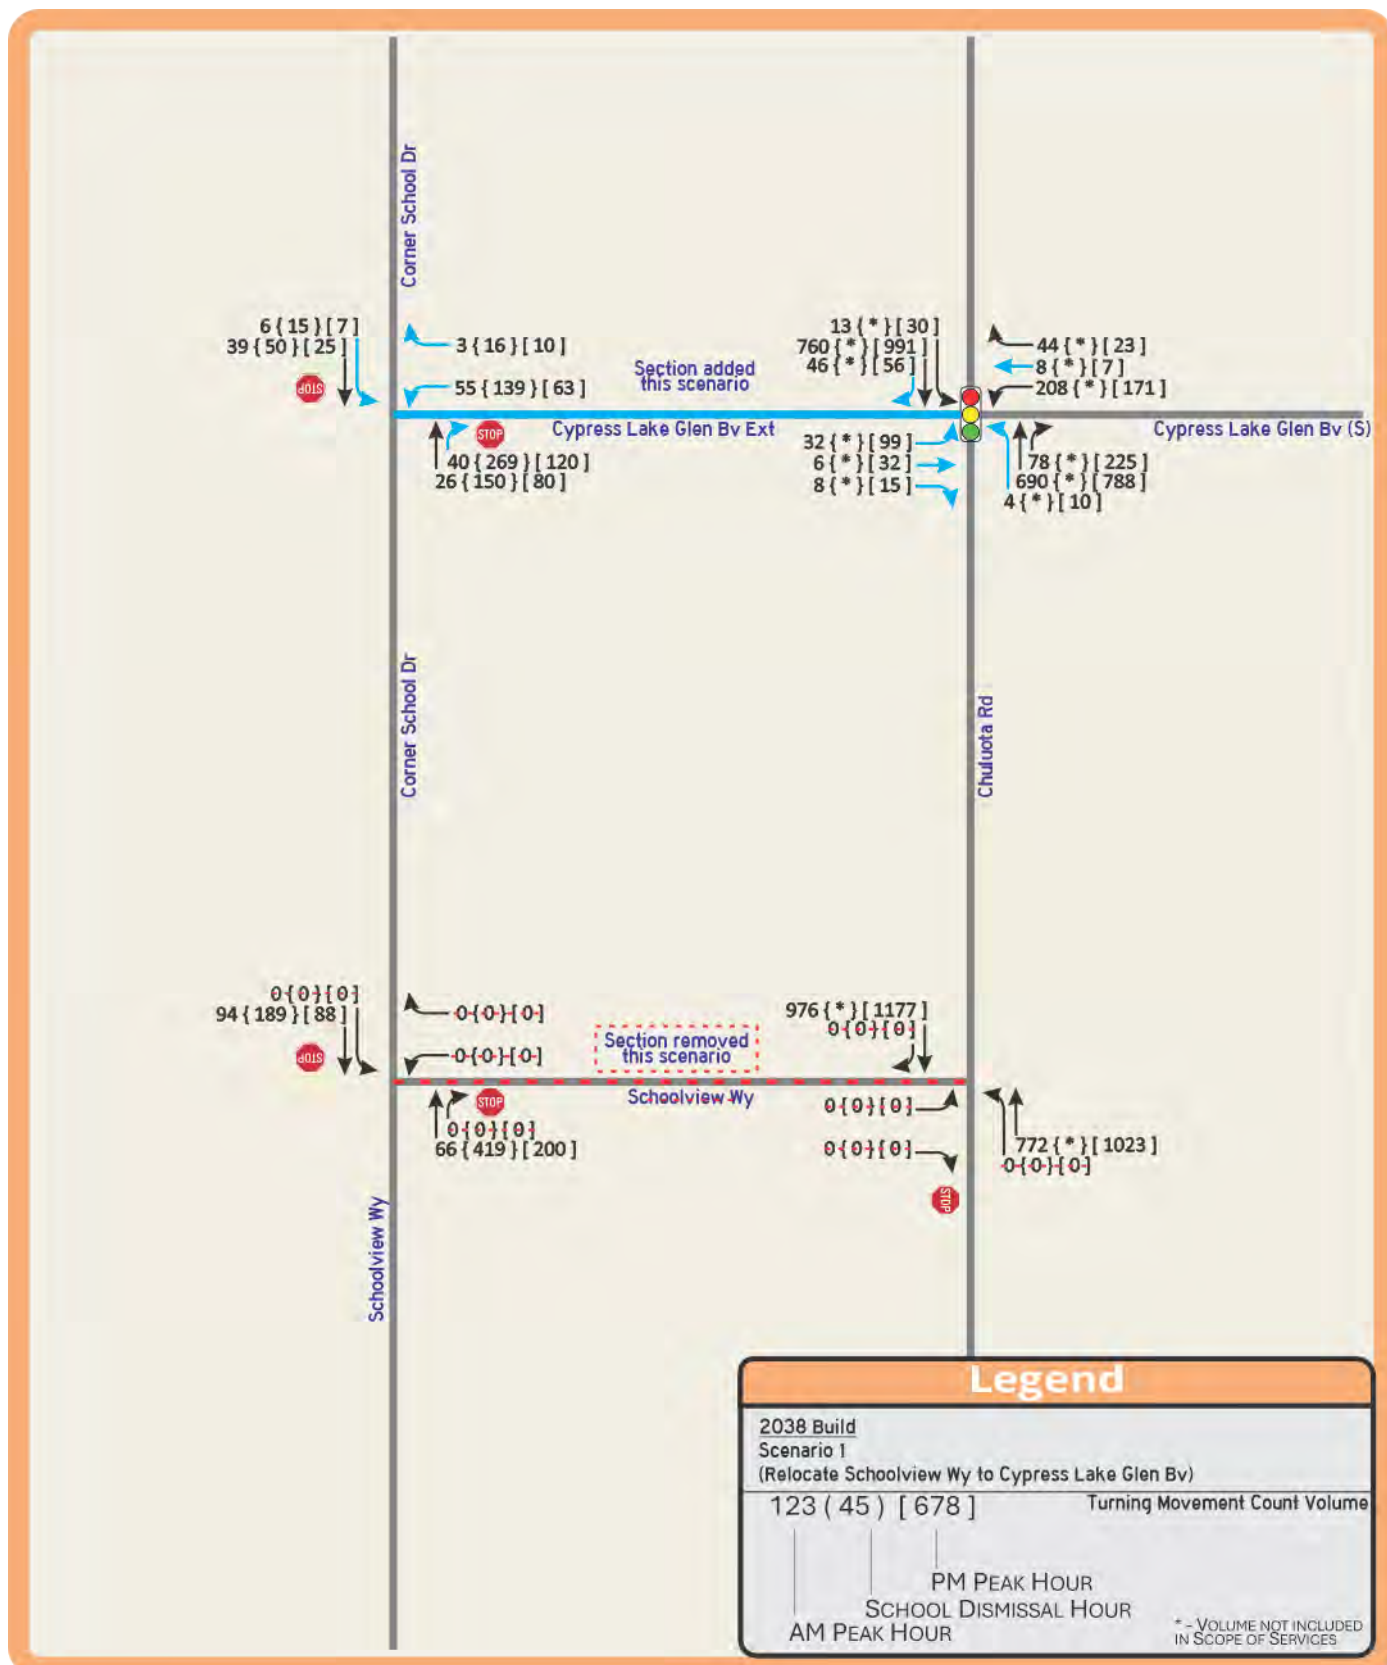 Corner School Dr
6 { 15 } [ 7 ]
39 { 50 } [ 25 ]
STOP
3 { 16 } [ 10 ]
55 { 139 } [ 63 ]
Section added
this scenario
13 { * } [ 30 ]
760 { * } [ 991 ]
46 { * } [ 56 ]
44 { * } [ 23 ]
8 { * } [ 7 ]
208 { * } [ 171 ]
STOP
Cypress Lake Glen Bv Ext
Cypress Lake Glen Bv (S)
40 { 269 } [ 120 ]
26 { 150 } [ 80 ]
32 { * } [ 99 ]
6 { * } [ 32 ]
8 { * } [ 15 ]
78 { * } [ 225 ]
690 { * } [ 788 ]
4 { * } [ 10 ]
Corner School Dr
Chuluota Rd
0 { 0 } [ 0 ]
94 { 189 } [ 88 ]
STOP
0 { 0 } [ 0 ]
0 { 0 } [ 0 ]
Section removed
this scenario
976 { * } [ 1177 ]
0 { 0 } [ 0 ]
STOP
Schoolview Wy
0 { 0 } [ 0 ]
66 { 419 } [ 200 ]
0 { 0 } [ 0 ]
0 { 0 } [ 0 ]
STOP
772 { * } [ 1023 ]
0 { 0 } [ 0 ]
Schoolview Wy
Legend
2038 Build
Scenario 1
(Relocate Schoolview Wy to Cypress Lake Glen Bv)
123 ( 45 ) [ 678 ]
Turning Movement Count Volume
PM PEAK HOUR
SCHOOL DISMISSAL HOUR
AM PEAK HOUR
* - VOLUME NOT INCLUDED
IN SCOPE OF SERVICES